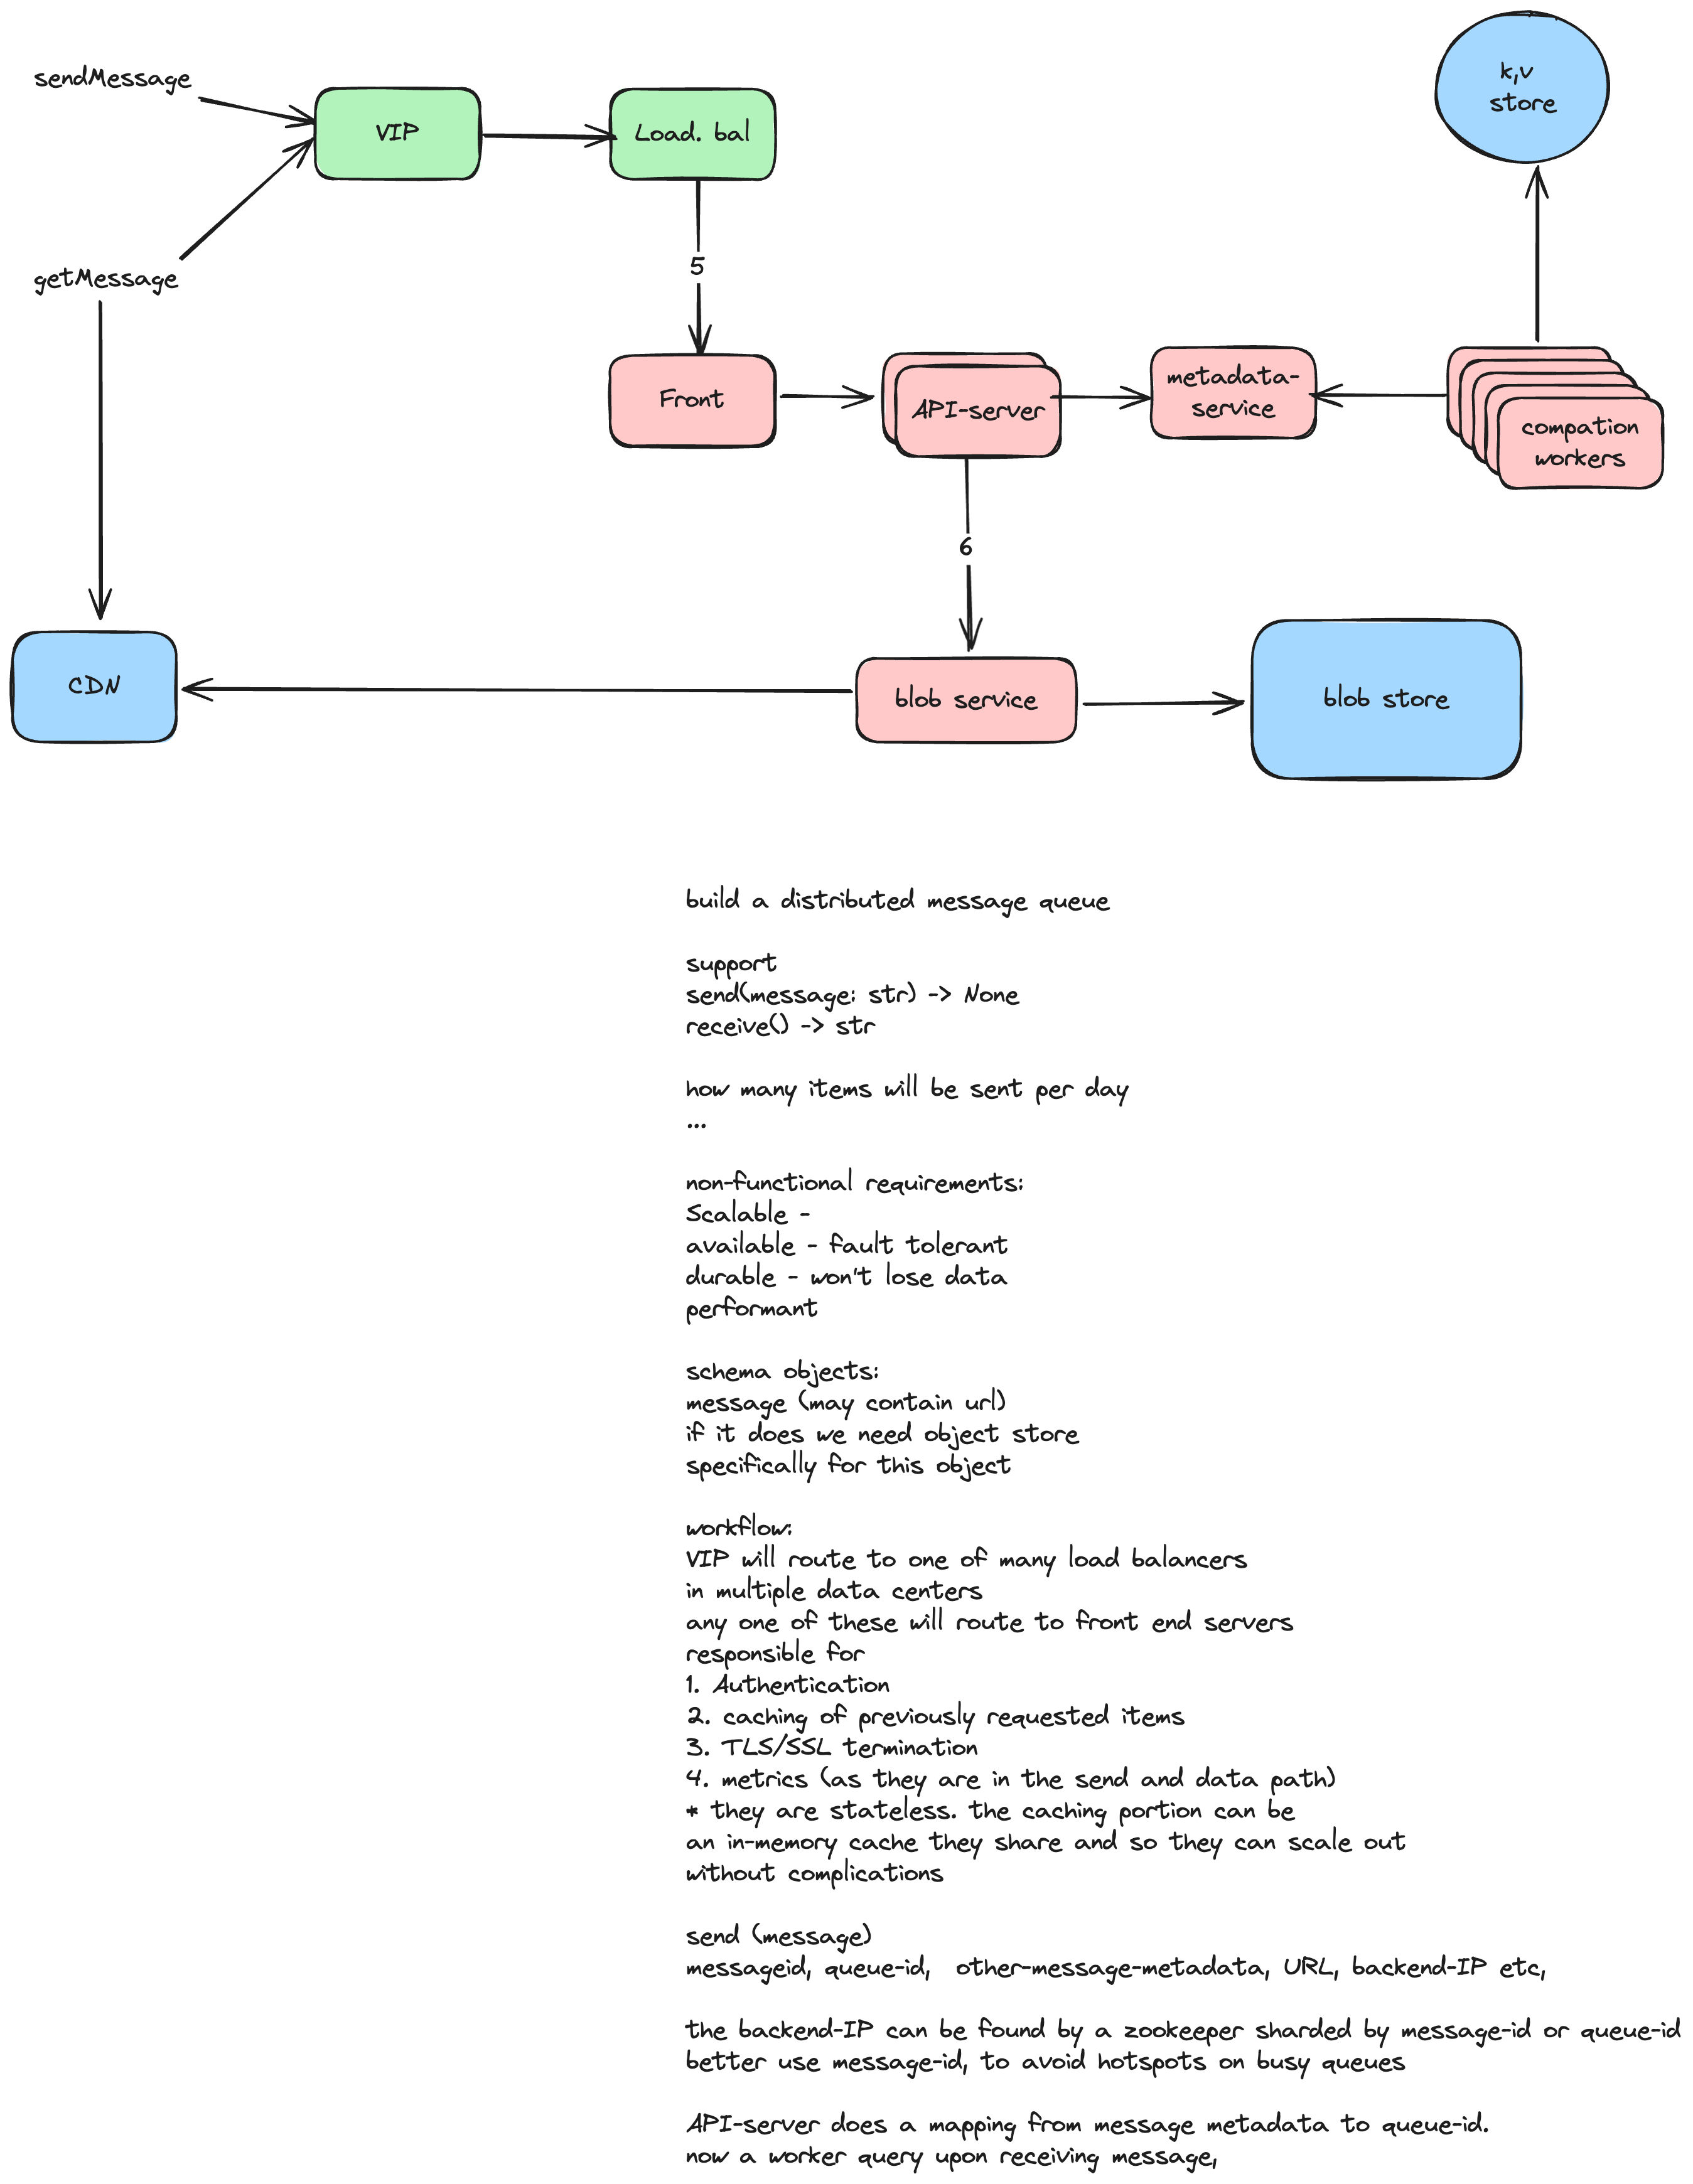 sendMessage
VIP
Load. bal
k,v
store
getMessage
5
Front
API-server
metadata-
service
compation
workers
6
CDN
blob service
blob store
build a distributed message queue
support
send(message: str) -> None
receive() -> str
how many items will be sent per day
...
non-functional requirements:
Scalable -
available - fault tolerant
durable - won't lose data
performant
schema objects:
message (may contain url)
if it does we need object store
specifically for this object
workflow:
VIP will route to one of many load balancers
in multiple data centers
any one of these will route to front end servers
responsible for
1. Authentication
2. caching of previously requested items
3. TLS/SSL termination
4. metrics (as they are in the send and data path)
* they are stateless. the caching portion can be
an in-memory cache they share and so they can scale out
without complications
send (message)
messageid, queue-id,  other-message-metadata, URL, backend-IP etc,
the backend-IP can be found by a zookeeper sharded by message-id or queue-id
better use message-id, to avoid hotspots on busy queues
API-server does a mapping from message metadata to queue-id.
now a worker query upon receiving message,